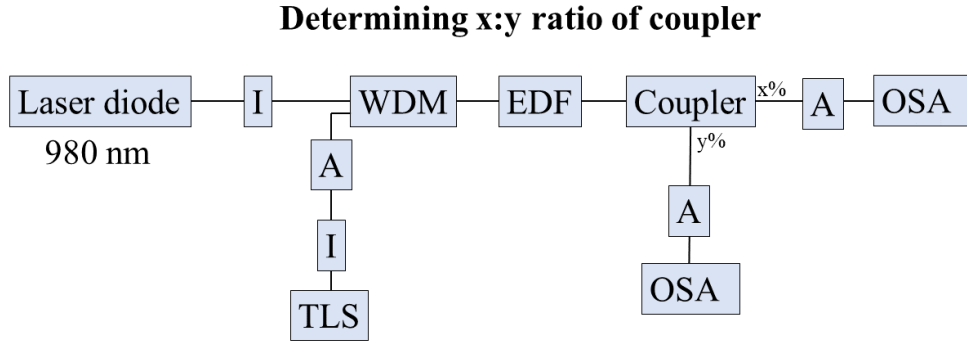 Determining x:y ratio of coupler
Laser diode
I
WDM
EDF
Coupler
x%
A
OSA
980 nm
y%
A
A
I
OSA
TLS